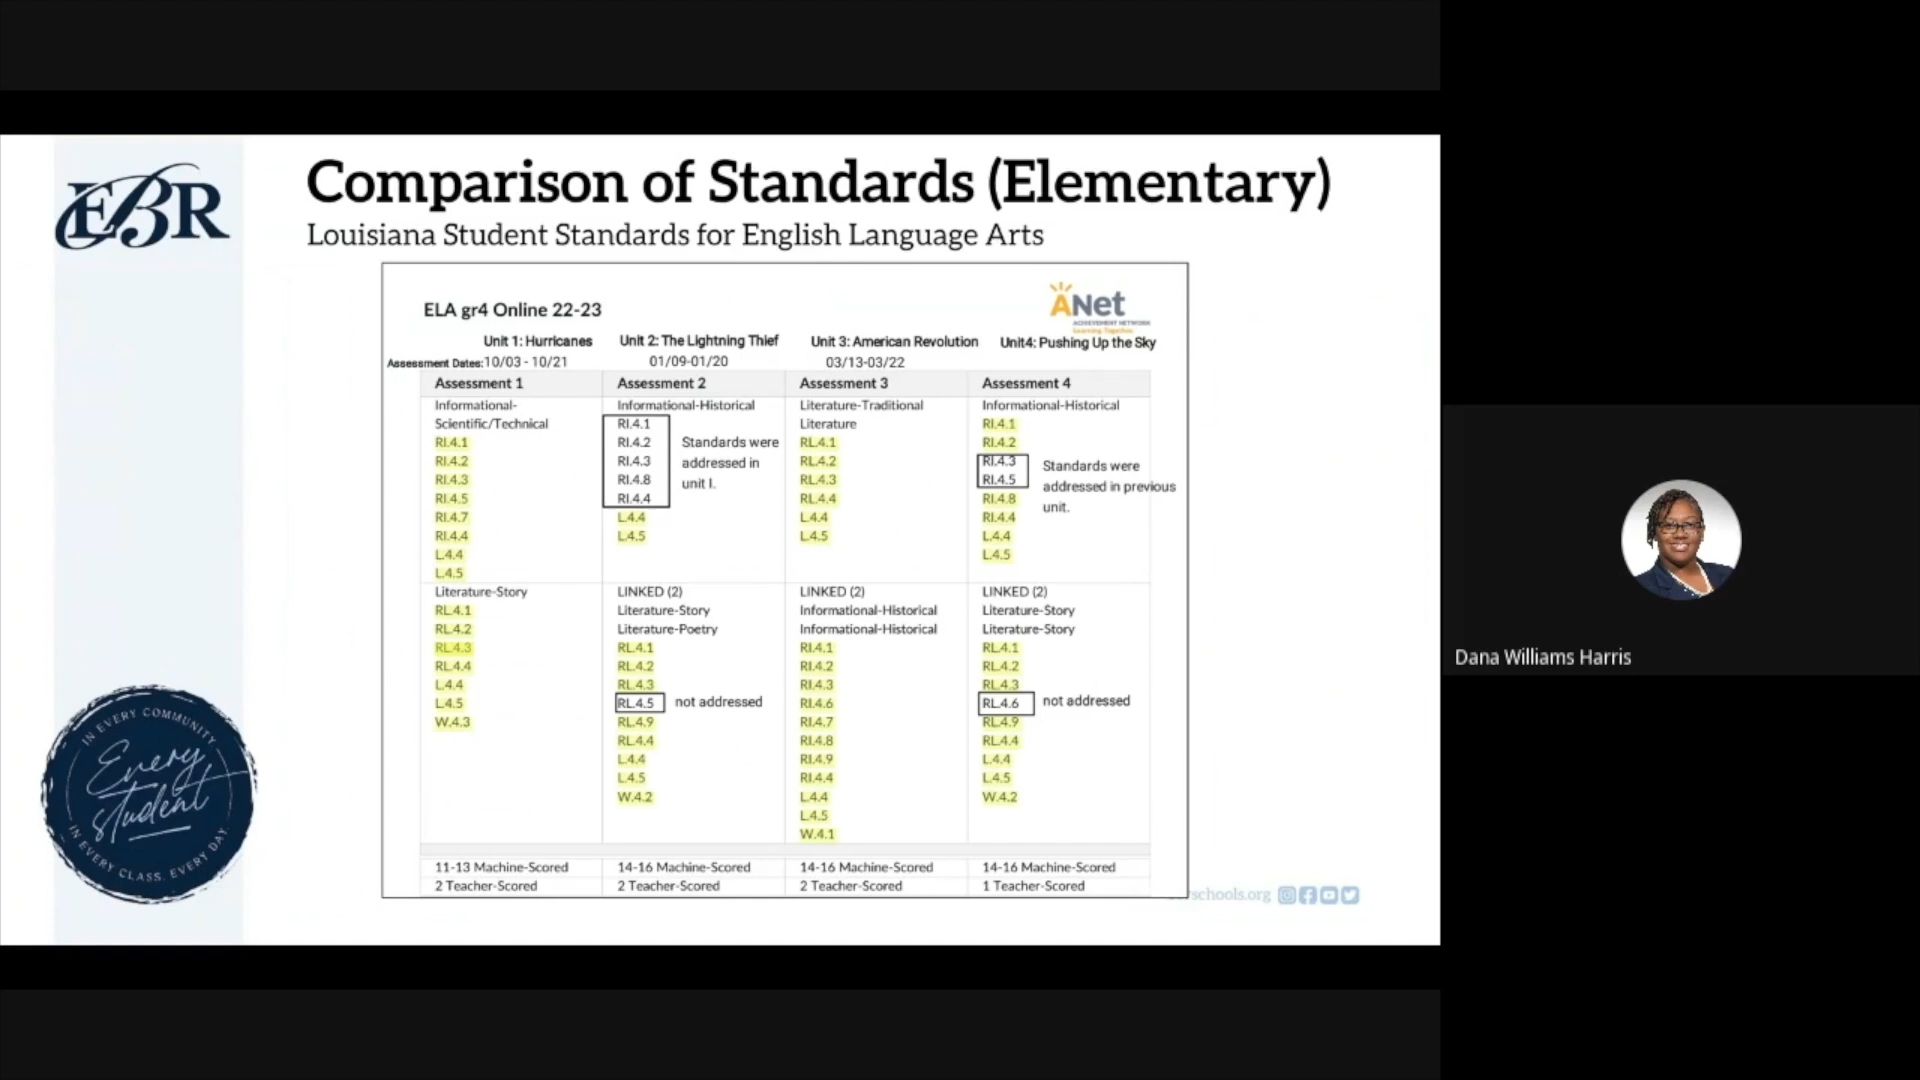 EBR
Comparison of Standards (Elementary)
Louisiana Student Standards for English Language Arts
ELA gr4 Online 22-23
ANet
ACHIEVEMENT NETWORK
Learning. Together.
Unit 1: Hurricanes
Unit 2: The Lightning Thief
Unit 3: American Revolution
Unit4: Pushing Up the Sky
Assessment Dates: 10/03 - 10/21
01/09-01/20
03/13-03/22
Assessment 1
Informational-
Scientific/Technical
RI.4.1
RI.4.2
RI.4.3
RI.4.5
RI.4.7
RI.4.4
L.4.4
L.4.5
Literature-Story
RL.4.1
RL.4.2
RL.4.3
RL.4.4
L.4.4
L.4.5
W.4.3
11-13 Machine-Scored
2 Teacher-Scored
Assessment 2
Informational-Historical
RI.4.1
RI.4.2
RI.4.3
RI.4.8
RI.4.4
Standards were
addressed in
unit I.
L.4.4
L.4.5
LINKED (2)
Literature-Story
Literature-Poetry
RL.4.1
RL.4.2
RL.4.3
RL.4.5 not addressed
RL.4.9
RL.4.4
L.4.4
L.4.5
W.4.2
14-16 Machine-Scored
2 Teacher-Scored
Assessment 3
Literature-Traditional
Literature
RL.4.1
RL.4.2
RL.4.3
RL.4.4
L.4.4
L.4.5
LINKED (2)
Informational-Historical
Informational-Historical
RI.4.1
RI.4.2
RI.4.3
RI.4.6
RI.4.7
RI.4.8
RI.4.9
RI.4.4
L.4.4
L.4.5
W.4.1
14-16 Machine-Scored
2 Teacher-Scored
Assessment 4
Informational-Historical
RI.4.1
RI.4.2
RI.4.3
RI.4.5
Standards were
addressed in previous
unit.
RI.4.8
RI.4.4
L.4.4
L.4.5
LINKED (2)
Literature-Story
Literature-Story
RL.4.1
RL.4.2
RL.4.3
RL.4.6 not addressed
RL.4.9
RL.4.4
L.4.4
L.4.5
W.4.2
14-16 Machine-Scored
1 Teacher-Scored
IN EVERY COMMUNITY
Every
student
IN EVERY CLASS. EVERY DAY.
schools.org
Dana Williams Harris